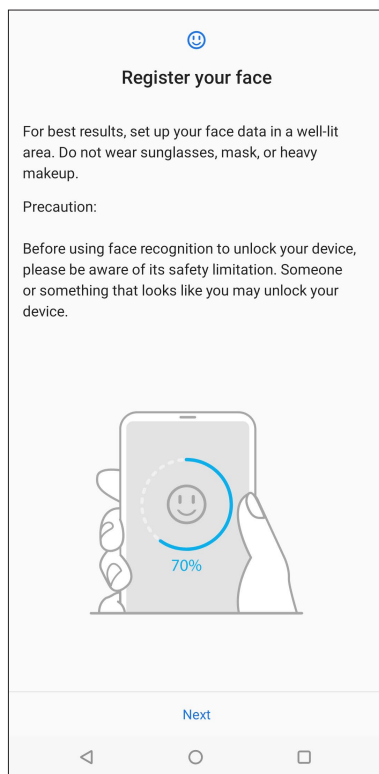 Register your face
For best results, set up your face data in a well-lit
area. Do not wear sunglasses, mask, or heavy
makeup.
Precaution:
Before using face recognition to unlock your device,
please be aware of its safety limitation. Someone
or something that looks like you may unlock your
device.
70%
Next